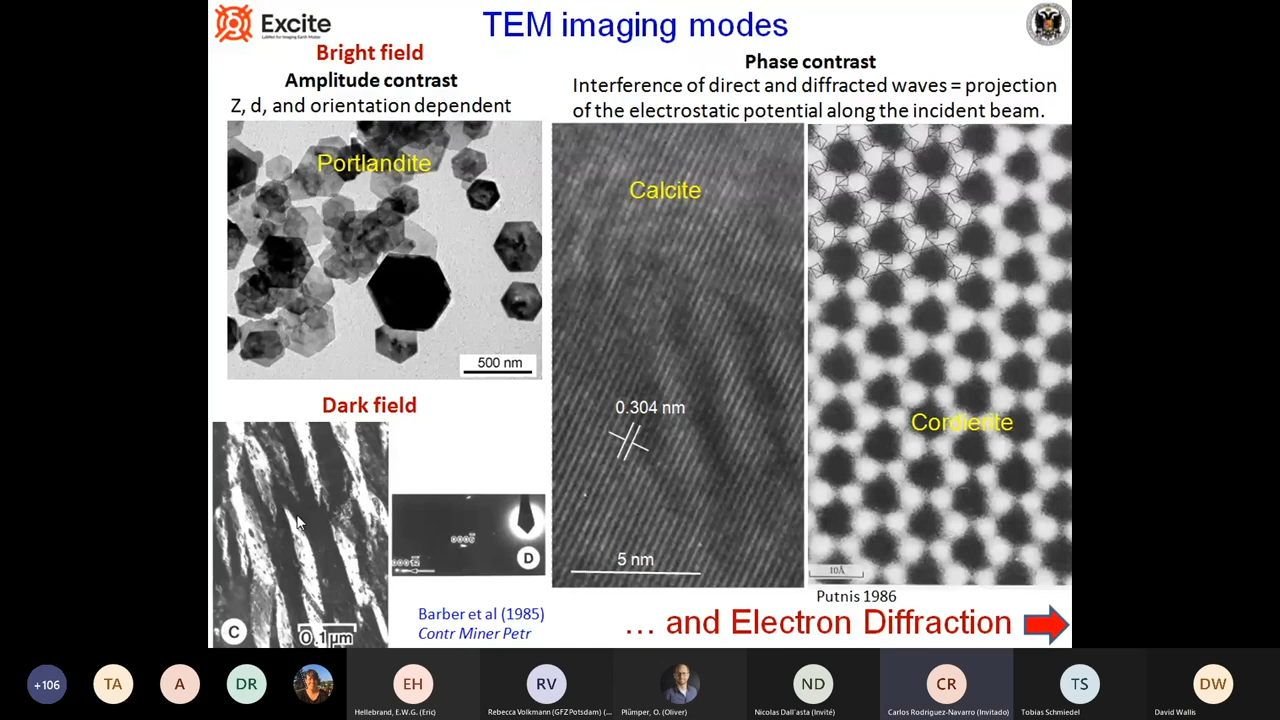 Excite
TEM imaging modes
Bright field
Amplitude contrast
Z, d, and orientation dependent
Portlandite
500 nm
Dark field
C
0.1 µm
D
Barber et al (1985)
Contr Miner Petr
Phase contrast
Interference of direct and diffracted waves = projection
of the electrostatic potential along the incident beam.
Calcite
0.304 nm
5 nm
Cordierite
10Å
Putnis 1986
… and Electron Diffraction
+106
TA
A
DR
EH
Hellebrand, E.W.G. (Eric)
RV
Rebecca Volkmann (GFZ Potsdam) (...
Plümper, O. (Oliver)
ND
Nicolas Dall'asta (Invité)
CR
Carlos Rodriguez-Navarro (Invitado)
TS
Tobias Schmiedel
DW
David Wallis